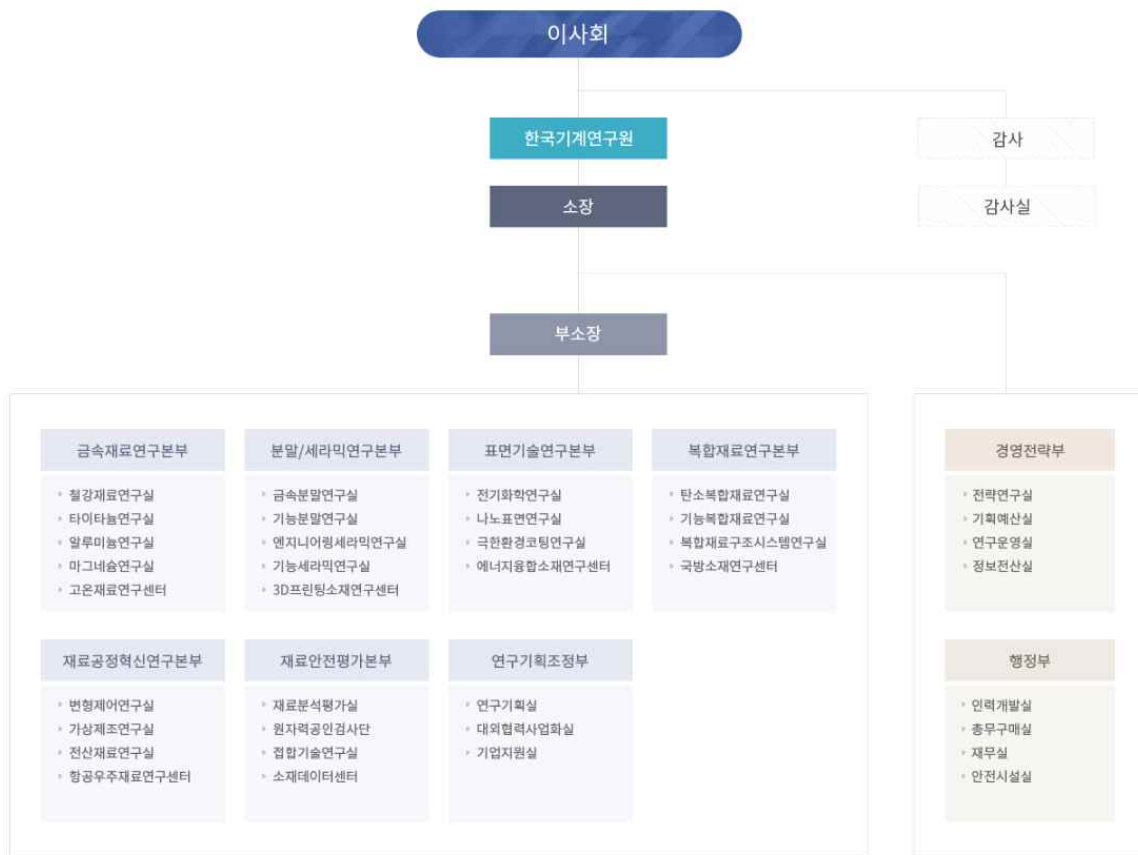 이사회
한국기계연구원
감사
소장
감사실
부소장
금속재료연구본부
철강재료연구실
타이타늄연구실
알루미늄연구실
마그네슘연구실
고온재료연구센터
분말/세라믹연구본부
금속분말연구실
기능분말연구실
엔지니어링세라믹연구실
기능세라믹연구실
3D프린팅소재연구센터
표면기술연구본부
전기화학연구실
나노표면연구실
극한환경코팅연구실
에너지융합소재연구센터
복합재료연구본부
탄소복합재료연구실
기능복합재료연구실
복합재료구조시스템연구실
국방소재연구센터
경영전략부
전략연구실
기획예산실
연구운영실
정보전산실
재료공정혁신연구본부
변형제어연구실
가상제조연구실
전산재료연구실
항공우주재료연구센터
재료안전평가본부
재료분석평가실
원자력공인검사단
접합기술연구실
소재데이터센터
연구기획조정부
연구기획실
대외협력사업화실
기업지원실
행정부
인력개발실
총무구매실
재무실
안전시설실